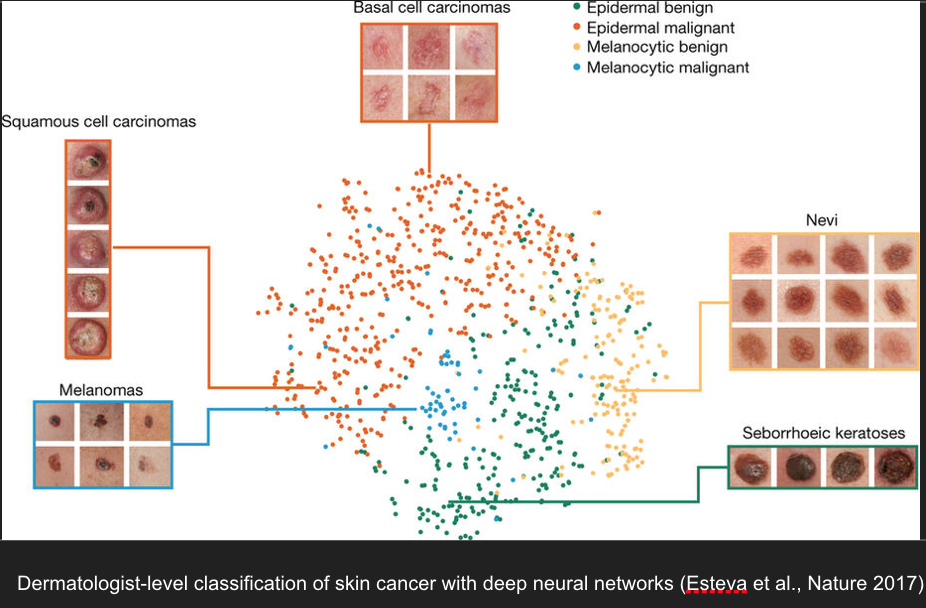 Basal cell carcinomas
Epidermal benign
Epidermal malignant
Melanocytic benign
Melanocytic malignant
Squamous cell carcinomas
Nevi
Melanomas
Seborrhoeic keratoses
Dermatologist-level classification of skin cancer with deep neural networks (Esteva et al., Nature 2017)